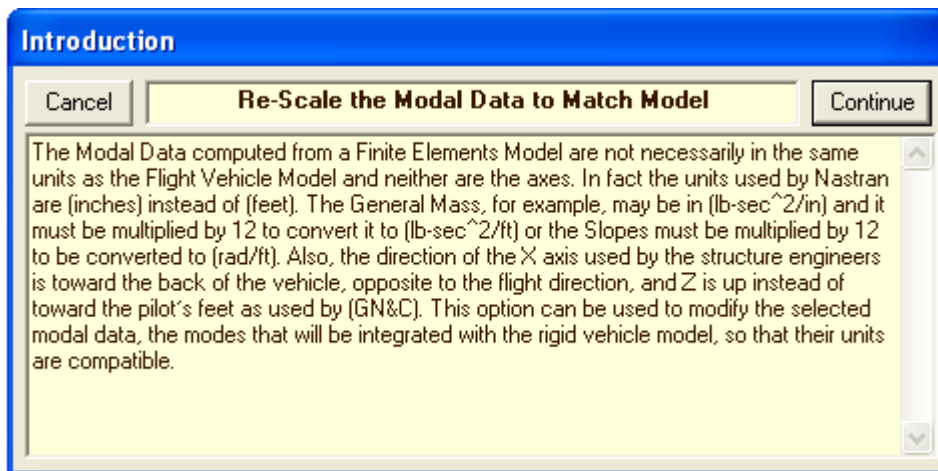 Introduction
Cancel
Re-Scale the Modal Data to Match Model
Continue
The Modal Data computed from a Finite Elements Model are not necessarily in the same
units as the Flight Vehicle Model and neither are the axes. In fact the units used by Nastran
are (inches) instead of (feet). The General Mass, for example, may be in (lb-sec^2/in) and it
must be multiplied by 12 to convert it to (lb-sec^2/ft) or the Slopes must be multiplied by 12
to be converted to (rad/ft). Also, the direction of the X axis used by the structure engineers
is toward the back of the vehicle, opposite to the flight direction, and Z is up instead of
toward the pilot's feet as used by (GN&C). This option can be used to modify the selected
modal data, the modes that will be integrated with the rigid vehicle model, so that their units
are compatible.